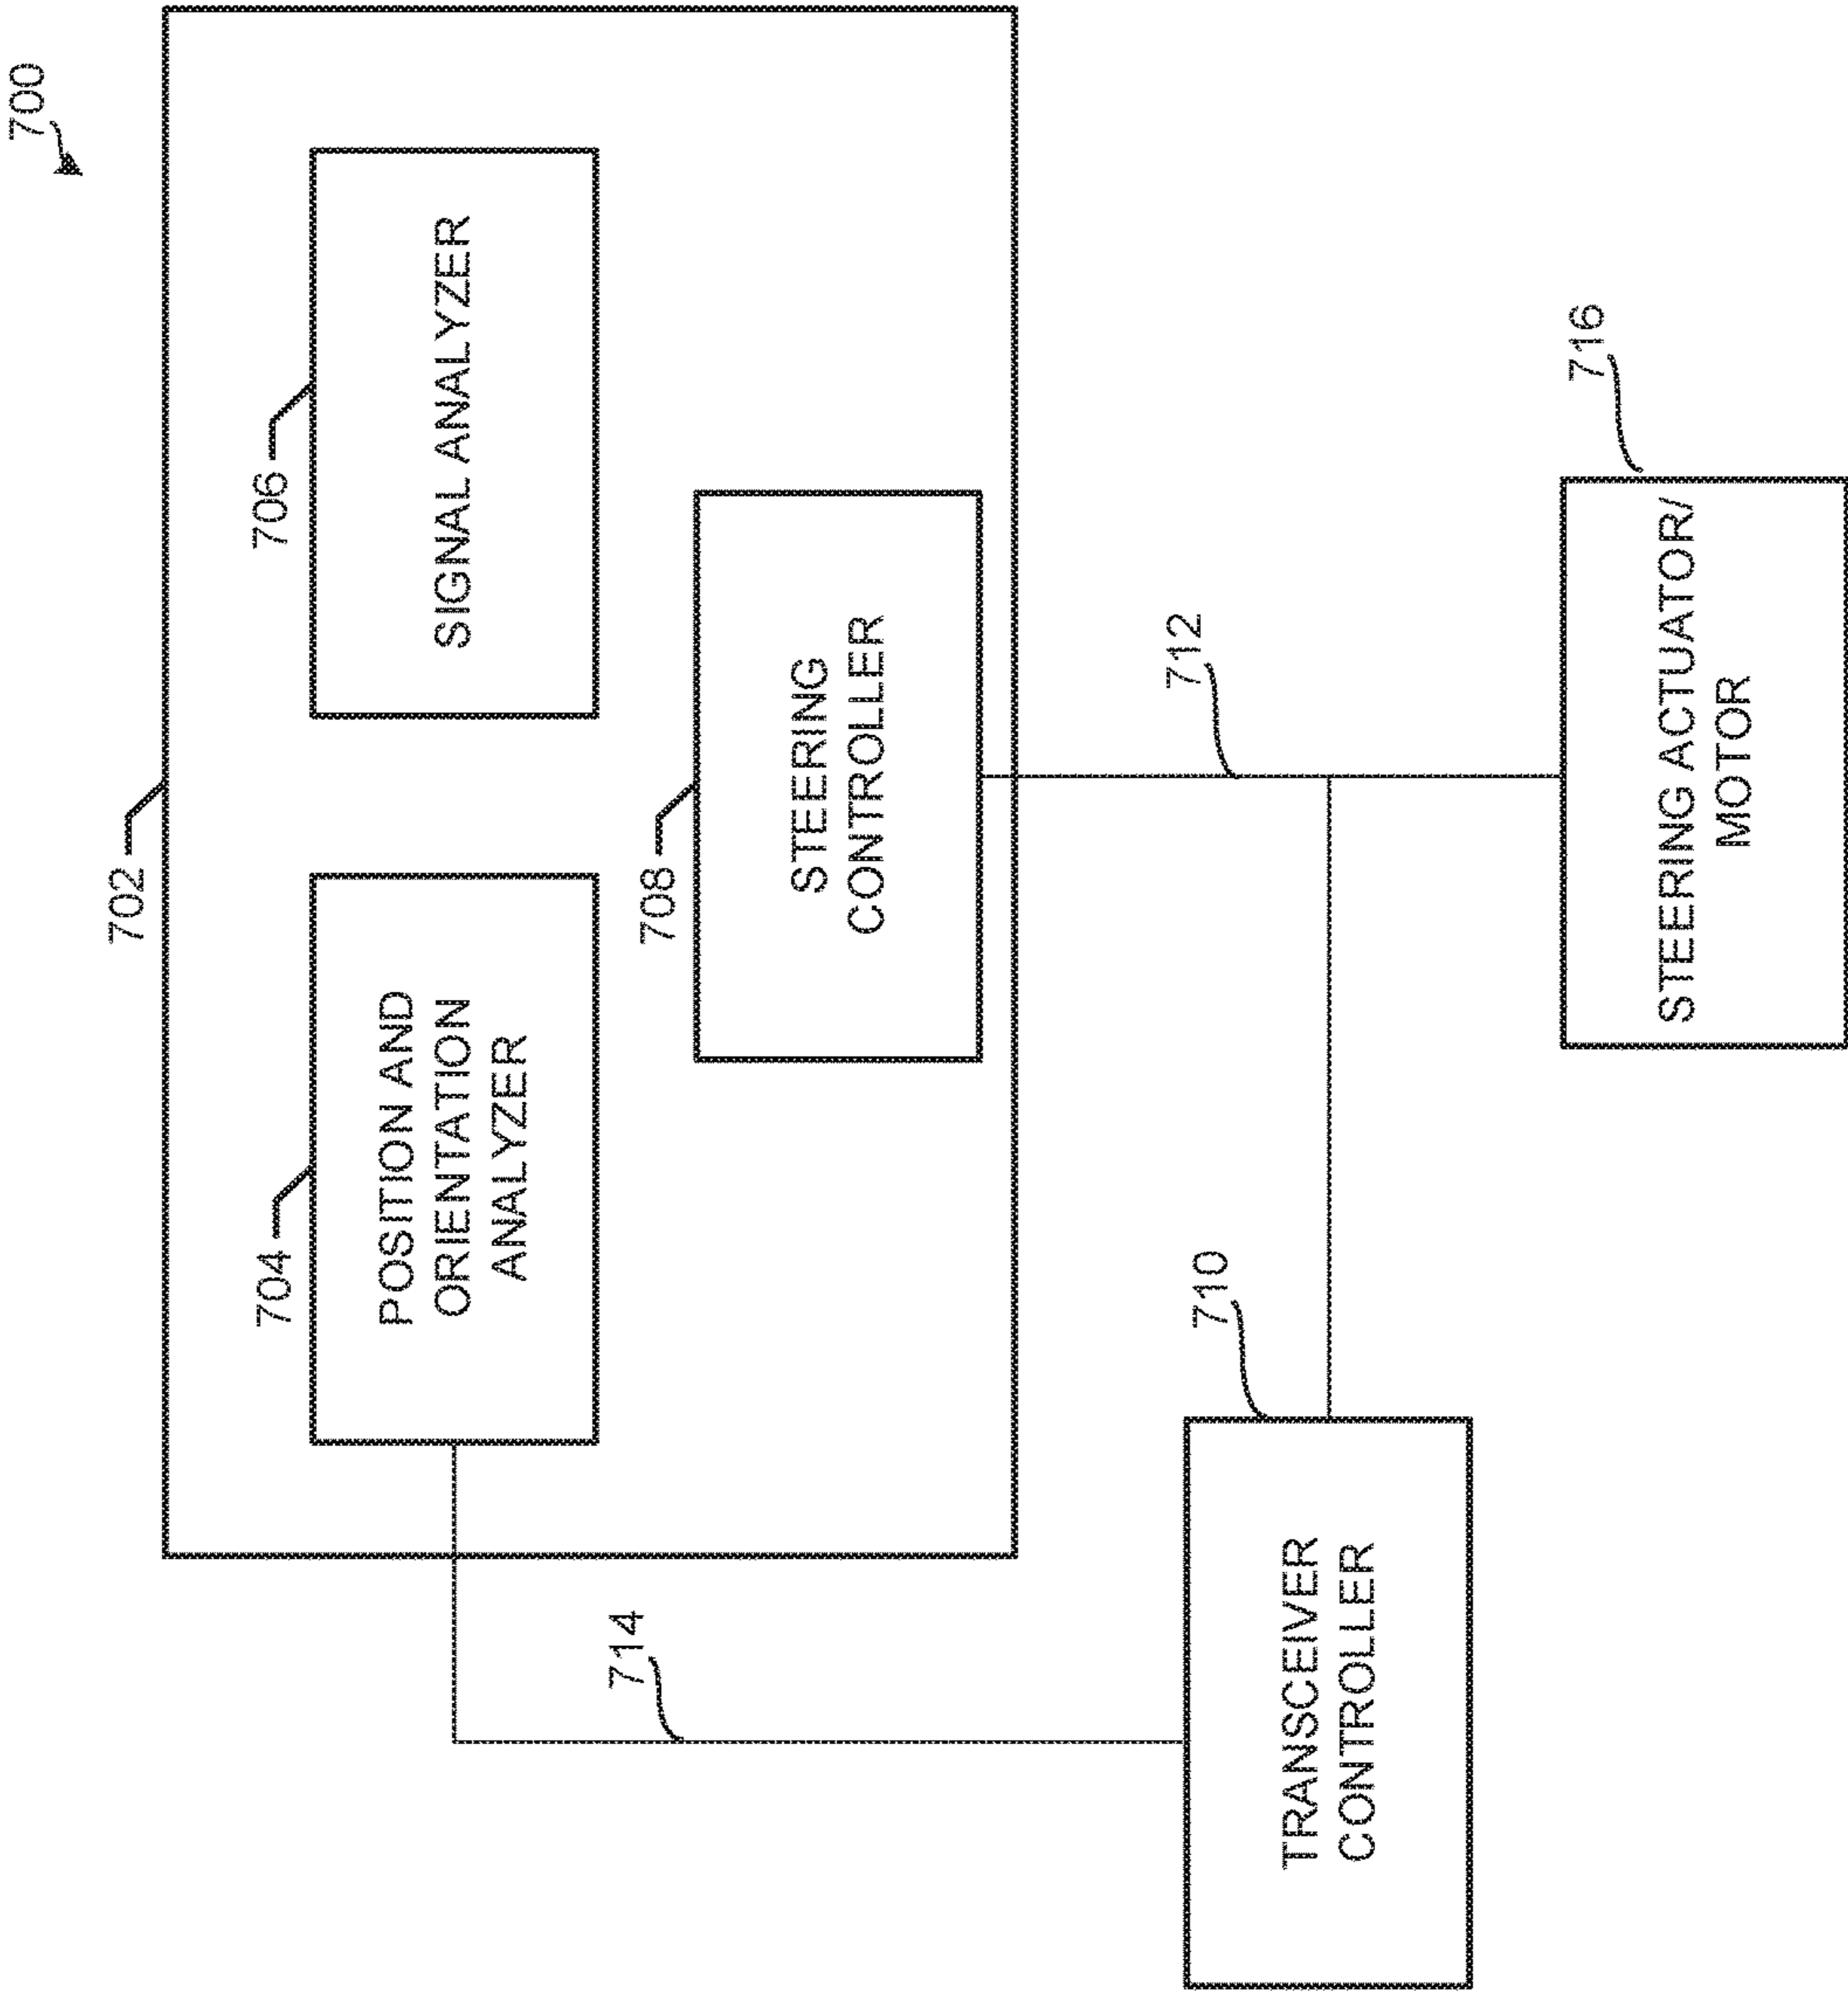 700
702
704
POSITION AND
ORIENTATION
ANALYZER
706
SIGNAL ANALYZER
708
STEERING
CONTROLLER
714
710
TRANSCEIVER
CONTROLLER
712
716
STEERING ACTUATOR/
MOTOR